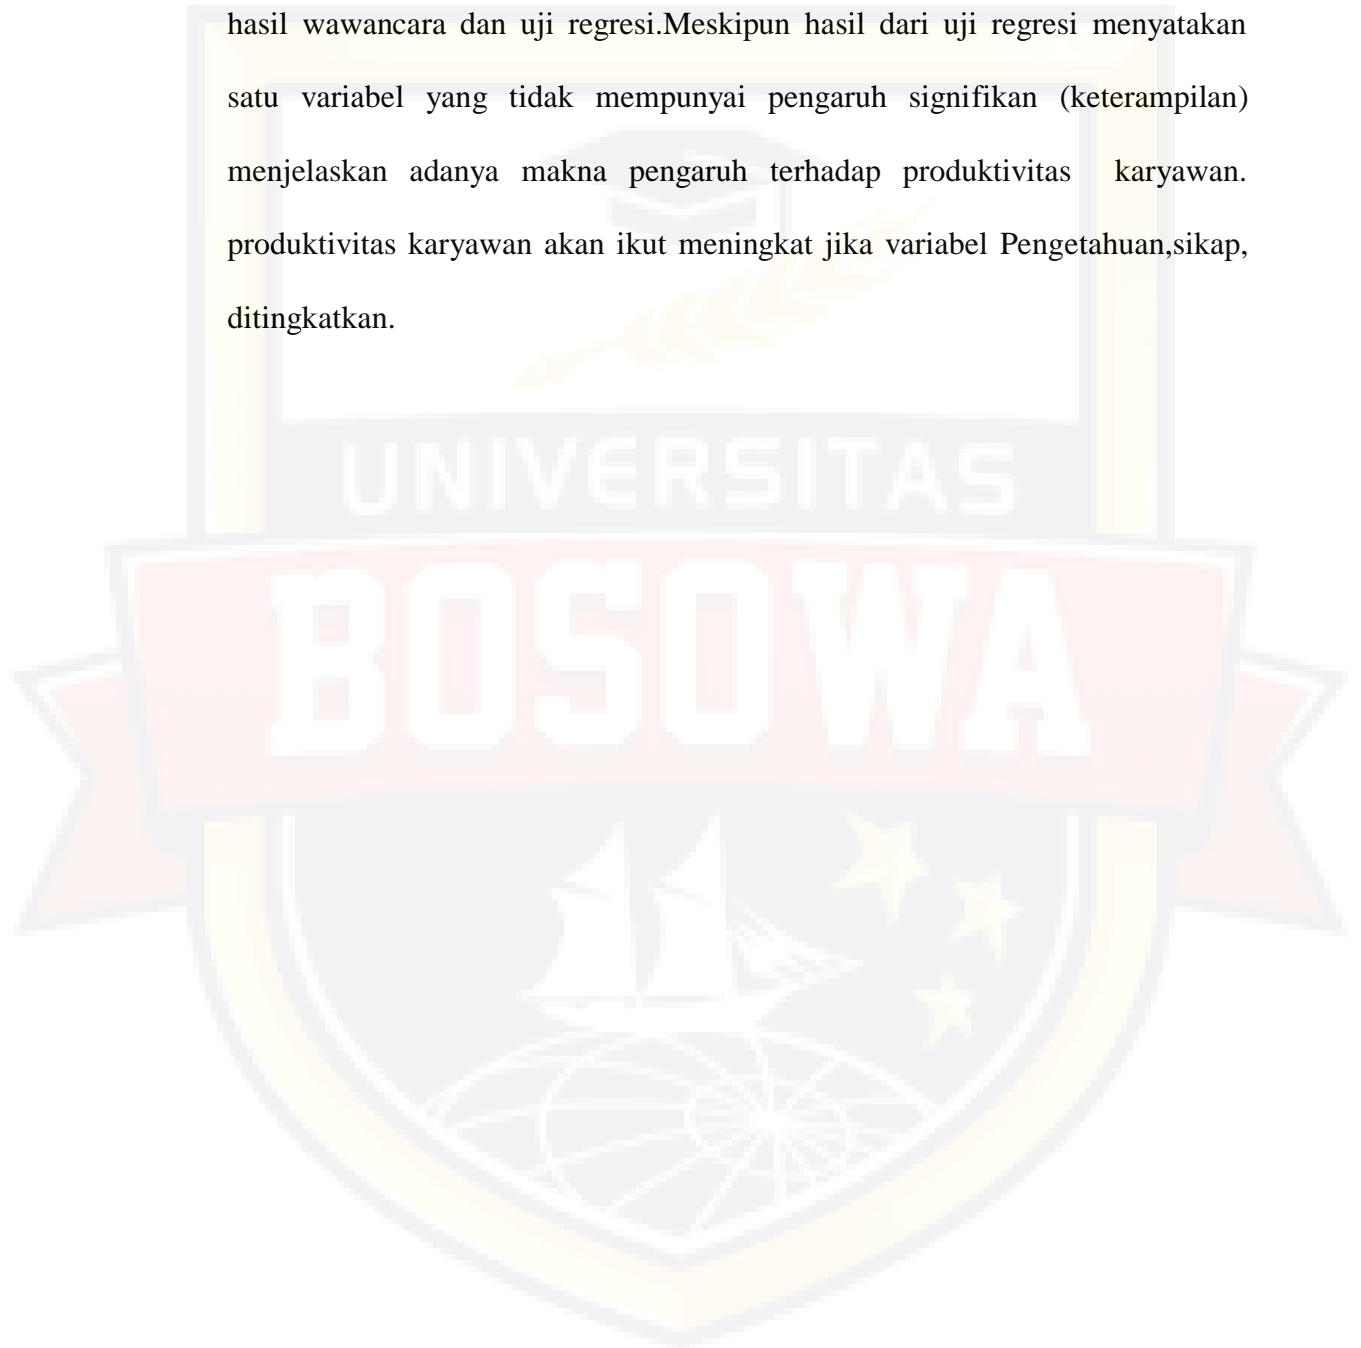 hasil wawancara dan uji regresi.Meskipun hasil dari uji regresi menyatakan
satu variabel yang tidak mempunyai pengaruh signifikan (keterampilan)
menjelaskan adanya makna pengaruh terhadap produktivitas karyawan.
produktivitas karyawan akan ikut meningkat jika variabel Pengetahuan,sikap,
ditingkatkan.
UNIVERSITAS
BOSOWA